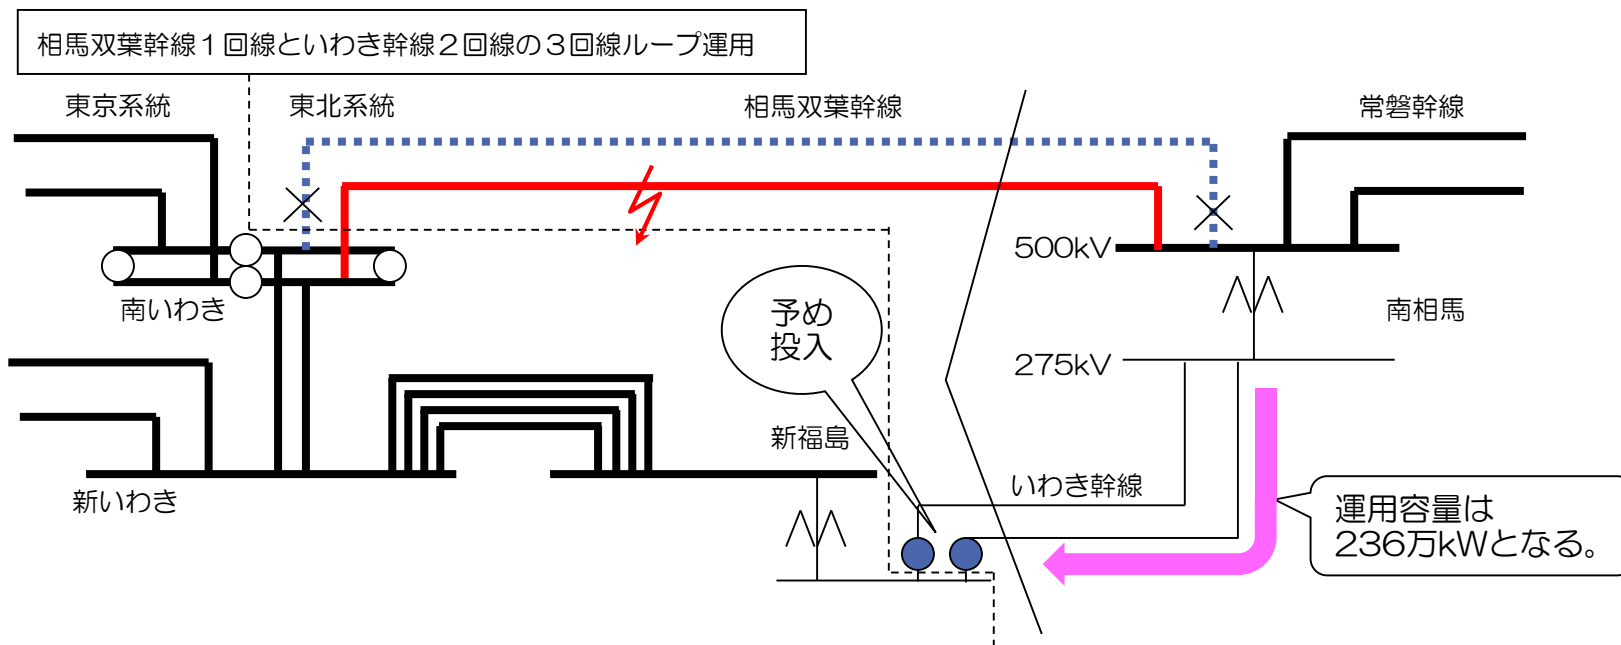 相馬双葉幹線１回線といわき幹線２回線の３回線ループ運用
東京系統
東北系統
相馬双葉幹線
常磐幹線
500kV
南いわき
南相馬
予め
投入
275kV
新福島
新いわき
いわき幹線
運用容量は
236万kWとなる。